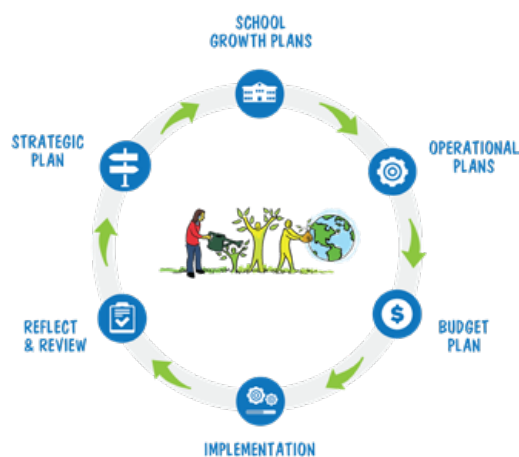 SCHOOL
GROWTH PLANS
OPERATIONAL
PLANS
BUDGET
PLAN
IMPLEMENTATION
REFLECT
& REVIEW
STRATEGIC
PLAN
$